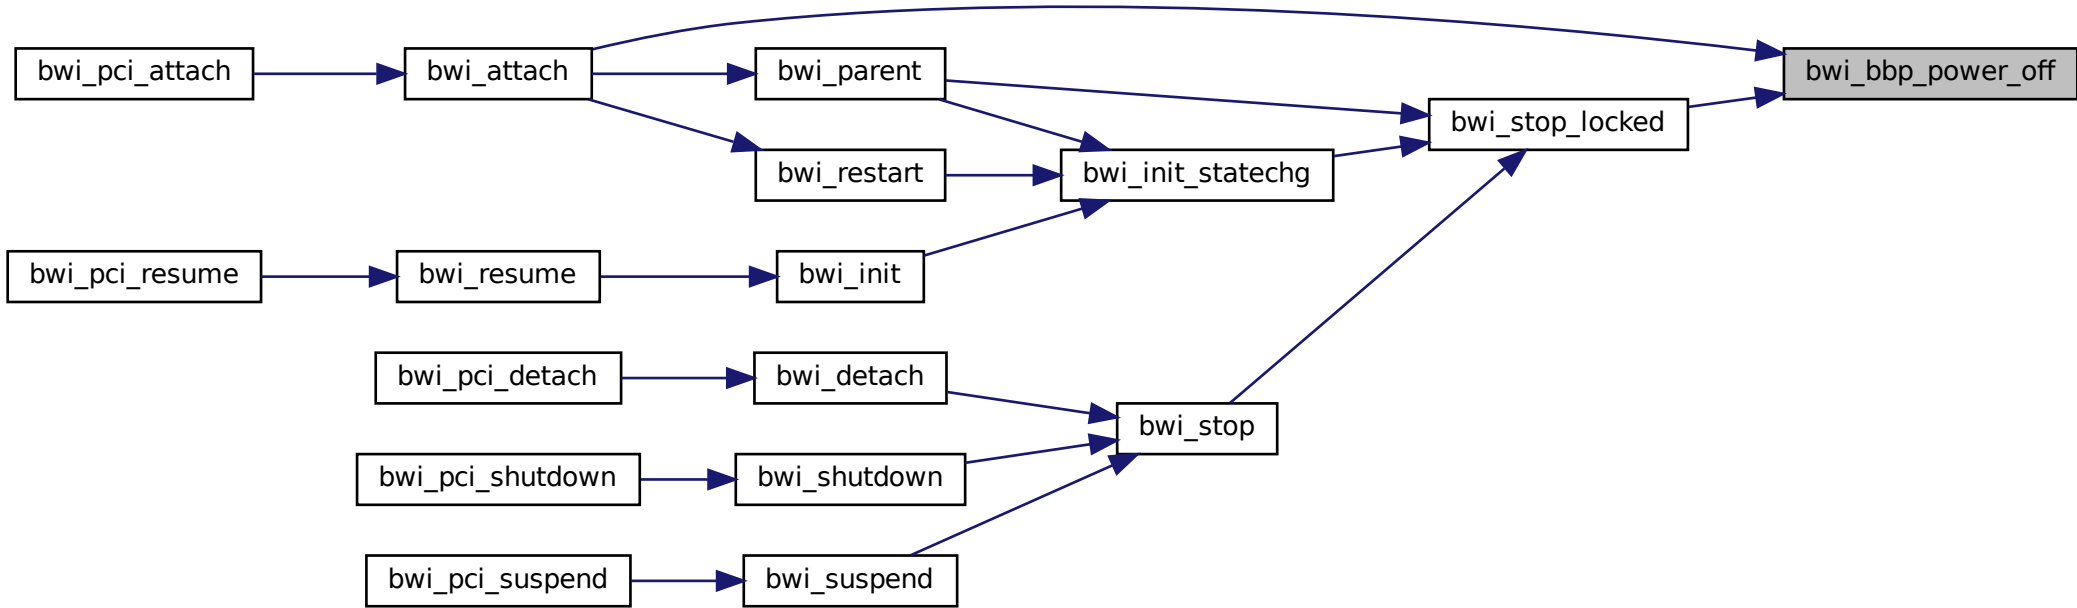 bwi_pci_attach
bwi_attach
bwi_parent
bwi_bbp_power_off
bwi_stop_locked
bwi_restart
bwi_init_statechg
bwi_pci_resume
bwi_resume
bwi_init
bwi_pci_detach
bwi_detach
bwi_stop
bwi_pci_shutdown
bwi_shutdown
bwi_pci_suspend
bwi_suspend